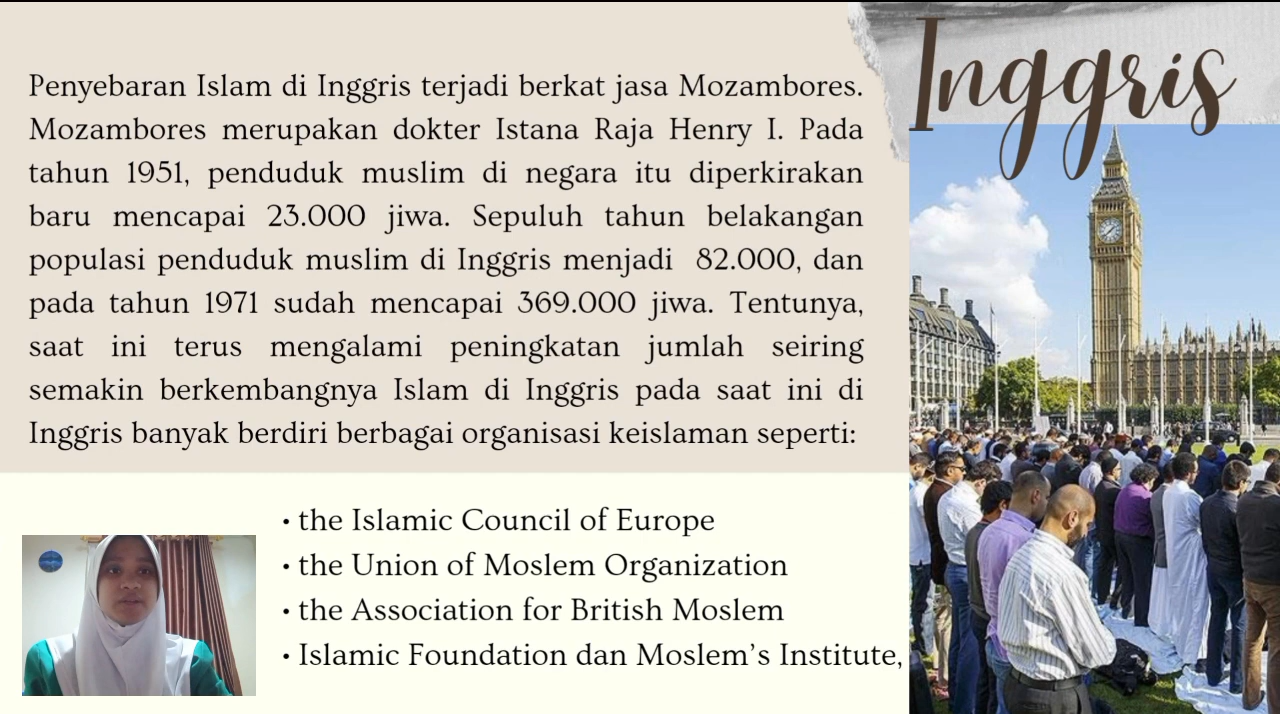 Inggris
Penyebaran Islam di Inggris terjadi berkat jasa Mozambores.
Mozambores merupakan dokter Istana Raja Henry I. Pada
tahun 1951, penduduk muslim di negara itu diperkirakan
baru mencapai 23.000 jiwa. Sepuluh tahun belakangan
populasi penduduk muslim di Inggris menjadi 82.000, dan
pada tahun 1971 sudah mencapai 369.000 jiwa. Tentunya,
saat ini terus mengalami peningkatan jumlah seiring
semakin berkembangnya Islam di Inggris pada saat ini di
Inggris banyak berdiri berbagai organisasi keislaman seperti:
• the Islamic Council of Europe
• the Union of Moslem Organization
• the Association for British Moslem
• Islamic Foundation dan Moslem's Institute,